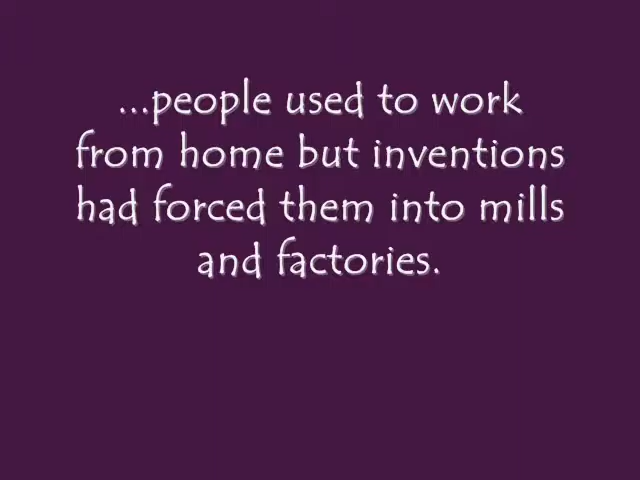 ...people used to work
from home but inventions
had forced them into mills
and factories.